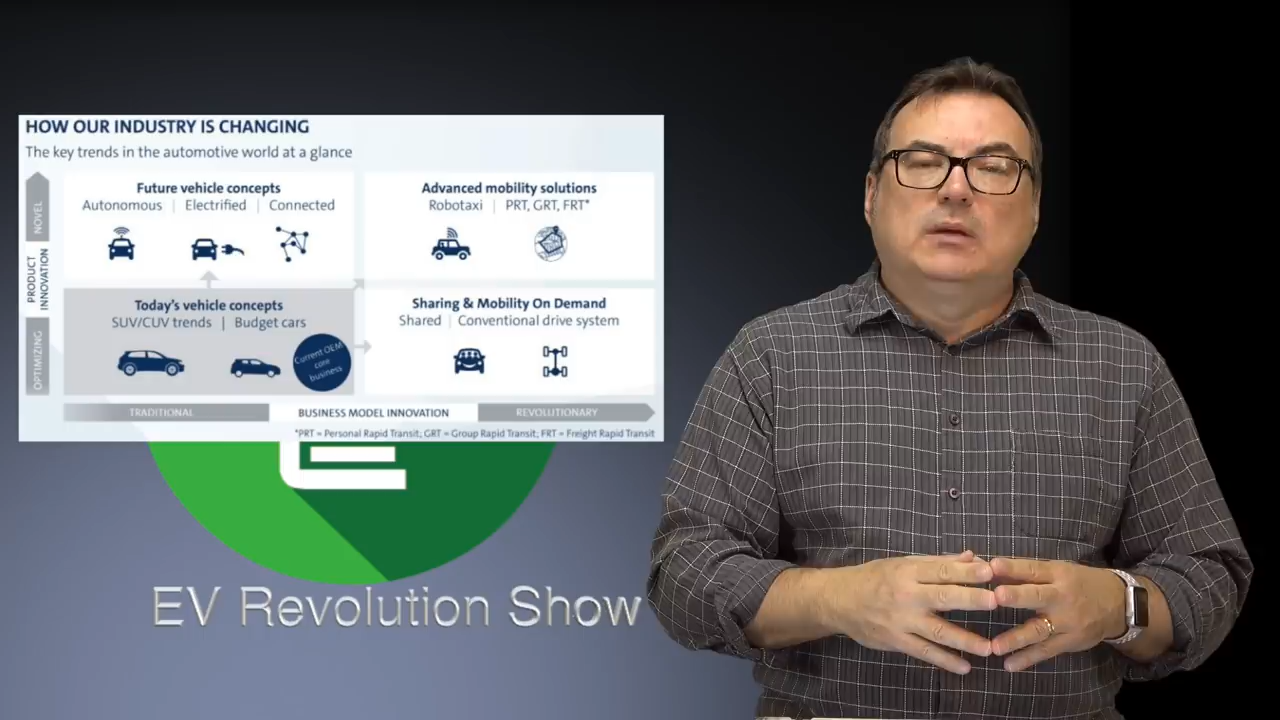 HOW OUR INDUSTRY IS CHANGING
The key trends in the automotive world at a glance
NOVEL
PRODUCT
INNOVATION
OPTIMIZING
Future vehicle concepts
Autonomous | Electrified | Connected
Advanced mobility solutions
Robotaxi | PRT, GRT, FRT*
Today's vehicle concepts
SUV/CUV trends | Budget cars
Current OEM
core
business
Sharing & Mobility On Demand
Shared | Conventional drive system
TRADITIONAL
BUSINESS MODEL INNOVATION
REVOLUTIONARY
*PRT = Personal Rapid Transit; GRT = Group Rapid Transit; FRT = Freight Rapid Transit
EV Revolution Show